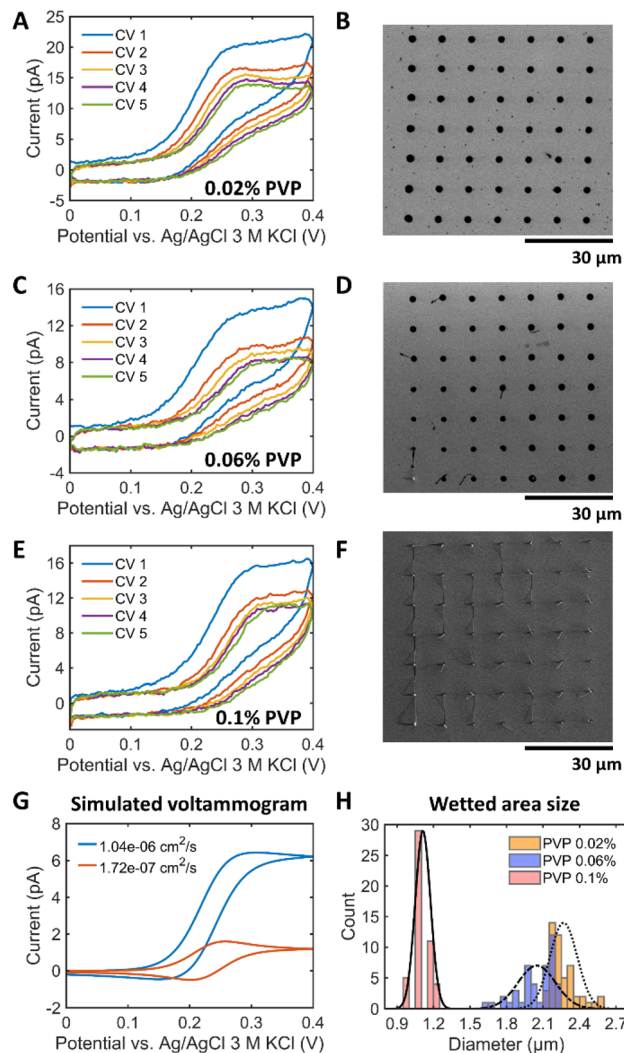 A
25
20
15
10
5
0
-5
Current (pA)
CV 1
CV 2
CV 3
CV 4
CV 5
0.02% PVP
0 0.1 0.2 0.3 0.4
Potential vs. Ag/AgCl 3 M KCl (V)
B
30 μm
C
16
12
8
4
0
-4
Current (pA)
CV 1
CV 2
CV 3
CV 4
CV 5
0.06% PVP
0 0.1 0.2 0.3 0.4
Potential vs. Ag/AgCl 3 M KCl (V)
D
30 μm
E
16
12
8
4
0
Current (pA)
CV 1
CV 2
CV 3
CV 4
CV 5
0.1% PVP
0 0.1 0.2 0.3 0.4
Potential vs. Ag/AgCl 3 M KCl (V)
F
30 μm
G Simulated voltammogram
8
6
4
2
0
-2
Current (pA)
1.04e-06 cm²/s
1.72e-07 cm²/s
0 0.1 0.2 0.3 0.4
Potential vs. Ag/AgCl 3 M KCl (V)
H Wetted area size
30
25
20
15
10
5
0
Count
PVP 0.02%
PVP 0.06%
PVP 0.1%
0.9 1.2 1.5 1.8 2.1 2.4 2.7
Diameter (μm)